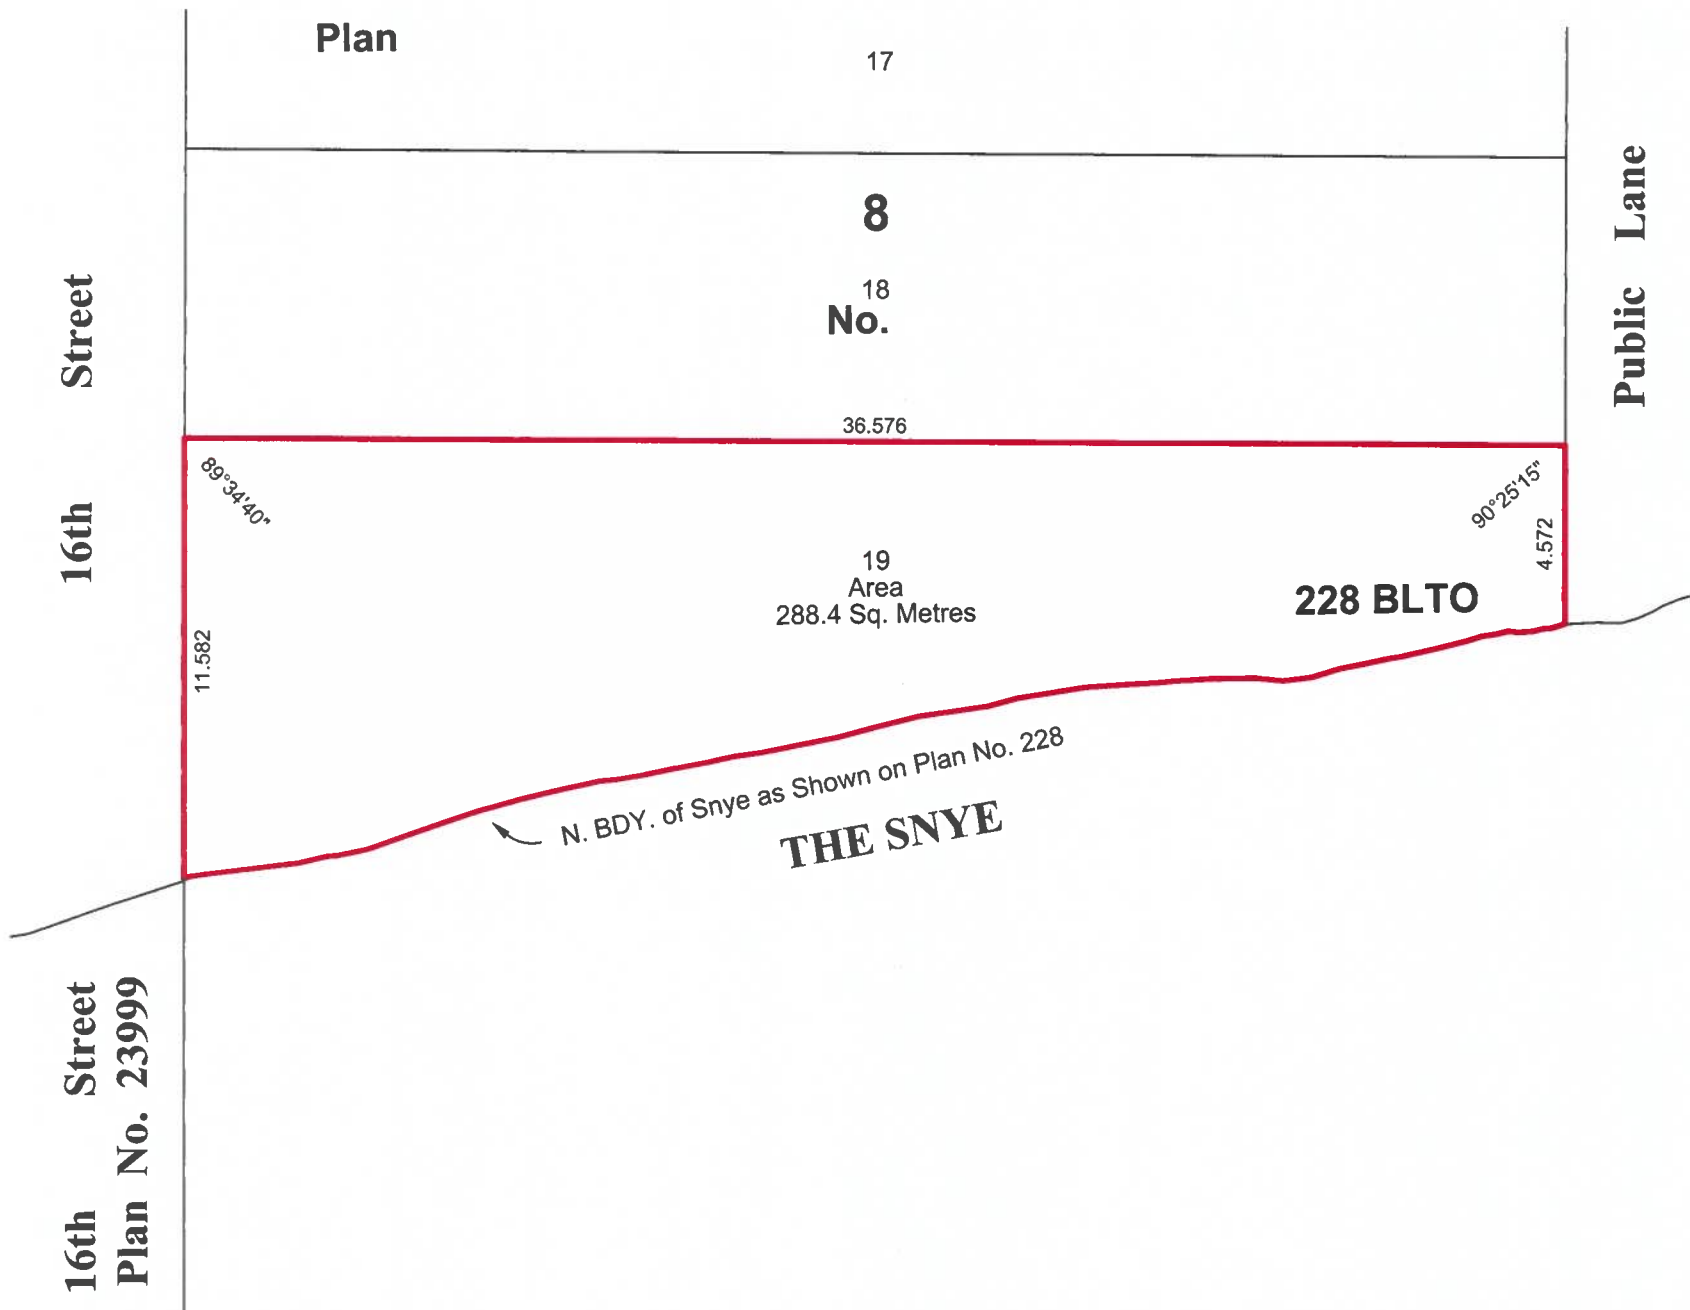 Plan
17
8
18
No.
16th Street
Public Lane
36.576
89°34'40"
90°25'15"
4.572
19
Area
288.4 Sq. Metres
228 BLTO
11.582
N. BDY. of Snye as Shown on Plan No. 228
THE SNYE
16th Street
Plan No. 23999